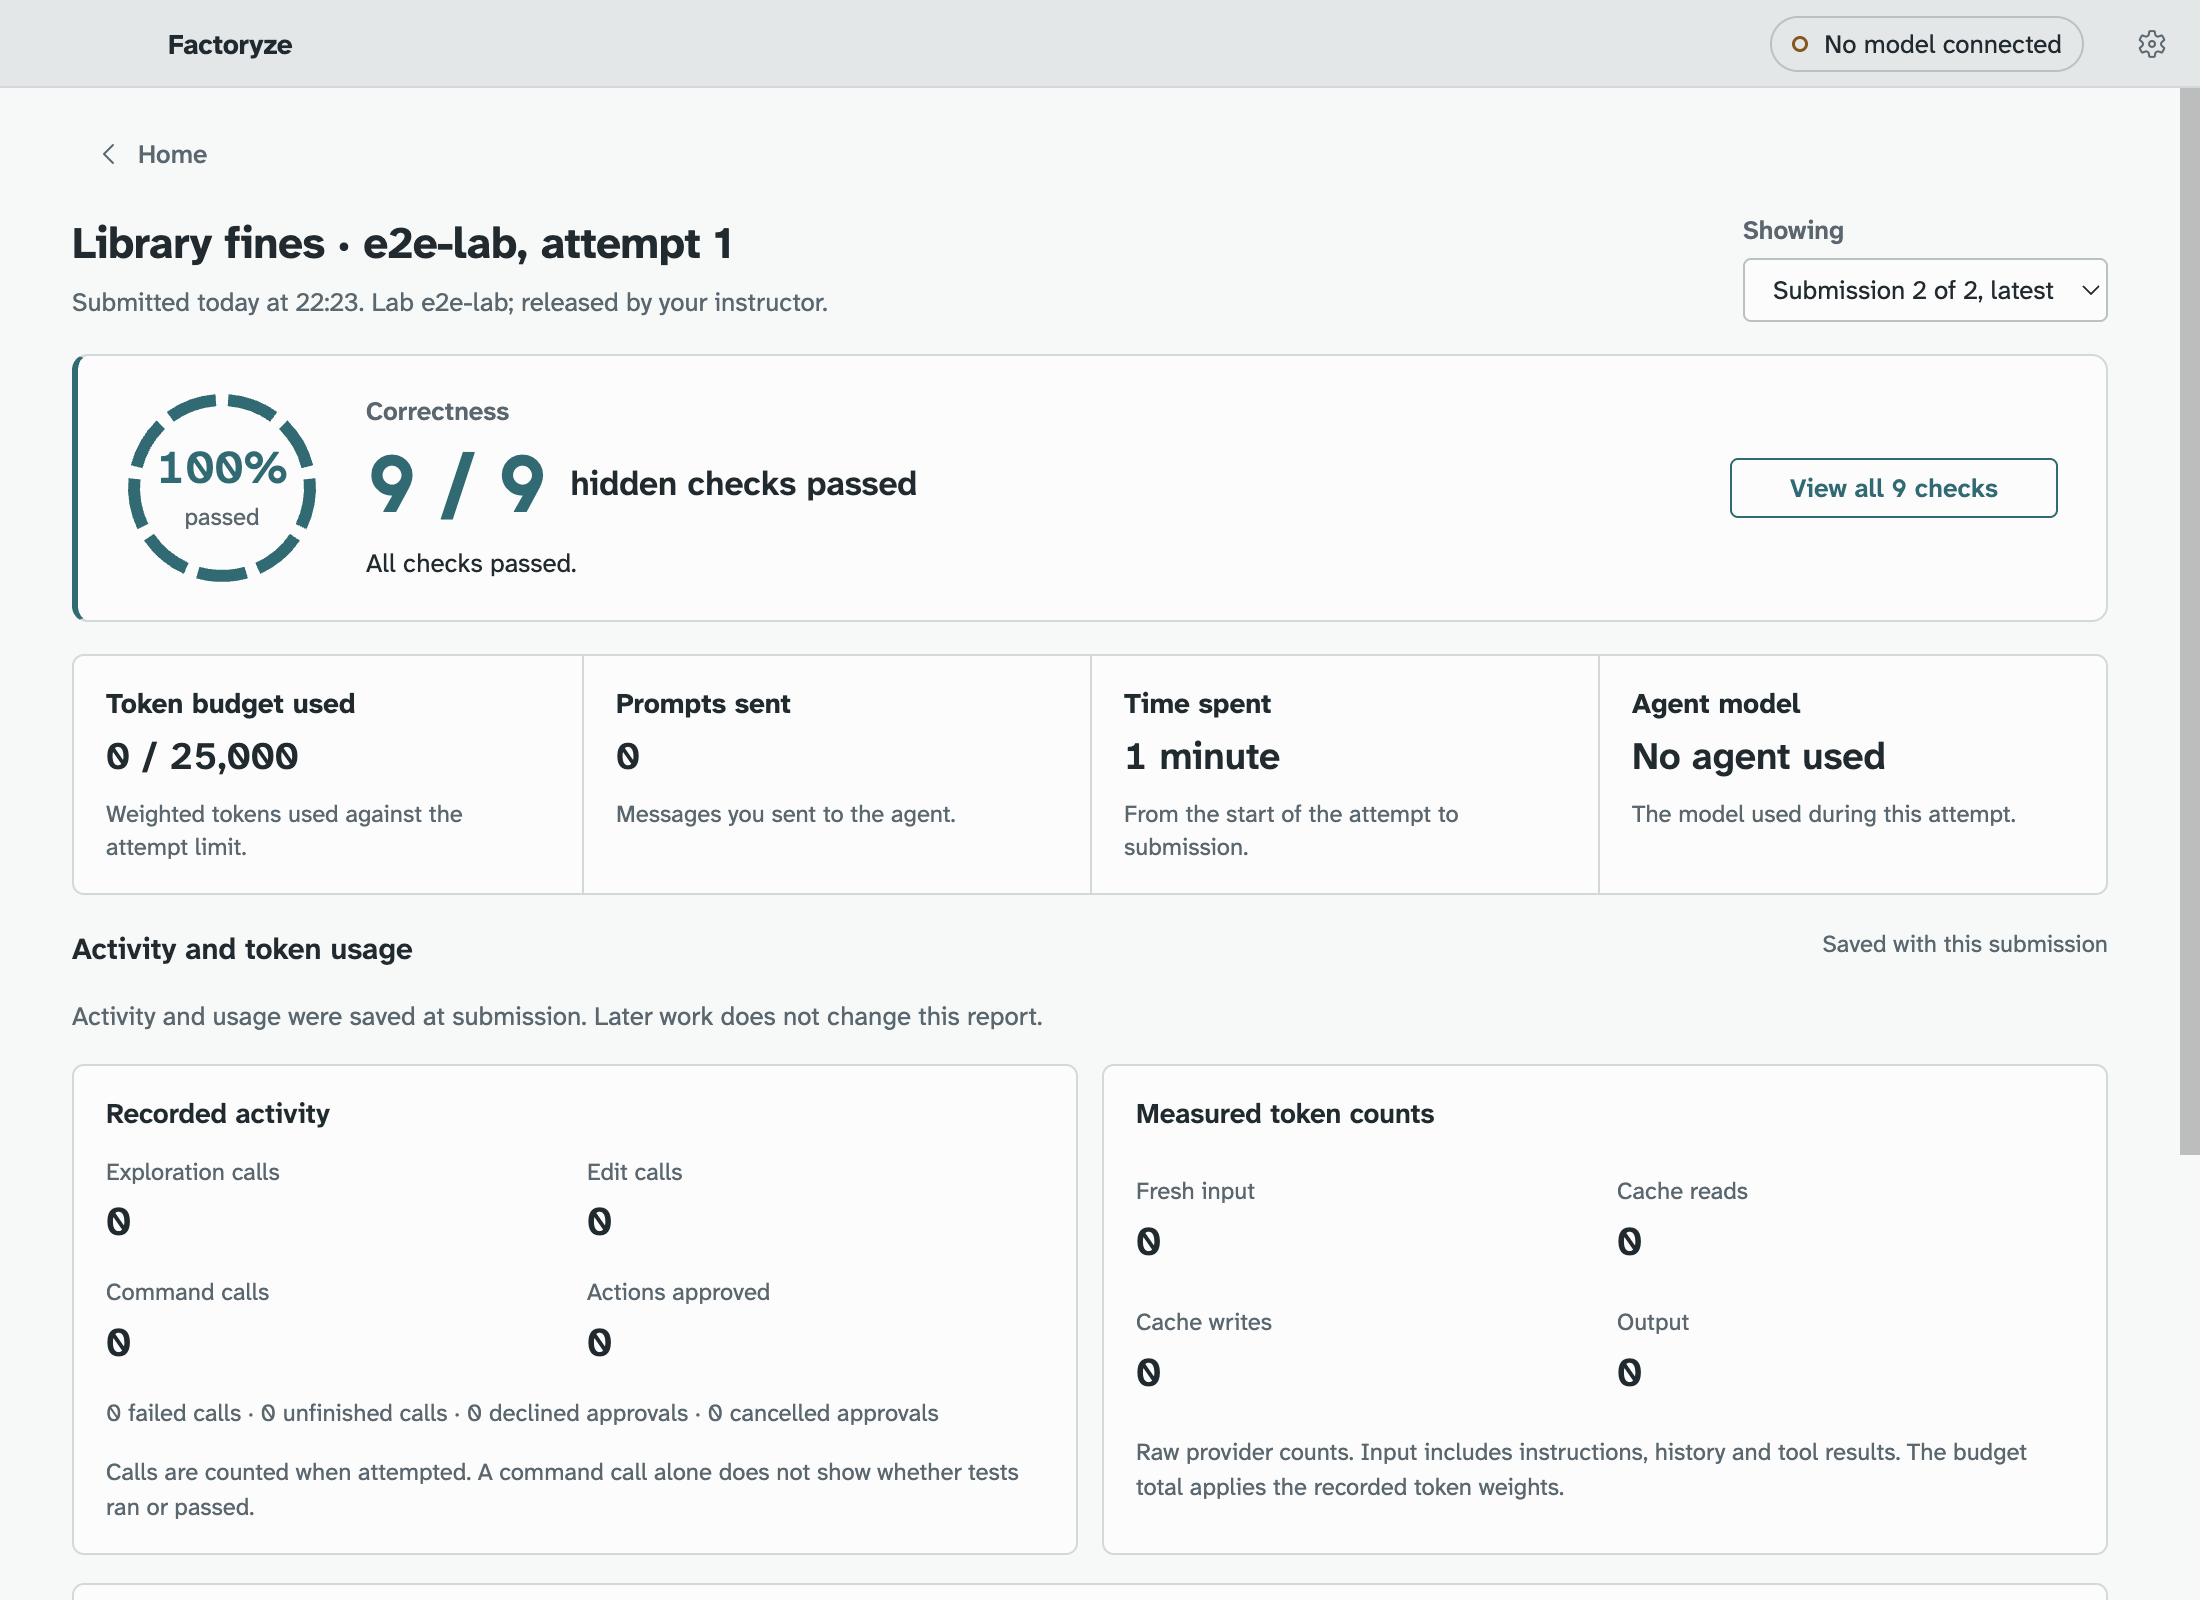 Factoryze
No model connected
Home
Library fines · e2e-lab, attempt 1
Submitted today at 22:23. Lab e2e-lab; released by your instructor.
Showing
Submission 2 of 2, latest
100%
passed
Correctness
9 / 9 hidden checks passed
All checks passed.
View all 9 checks
Token budget used
0 / 25,000
Weighted tokens used against the
attempt limit.
Prompts sent
0
Messages you sent to the agent.
Time spent
1 minute
From the start of the attempt to
submission.
Agent model
No agent used
The model used during this attempt.
Activity and token usage
Saved with this submission
Activity and usage were saved at submission. Later work does not change this report.
Recorded activity
Exploration calls
0
Edit calls
0
Command calls
0
Actions approved
0
0 failed calls · 0 unfinished calls · 0 declined approvals · 0 cancelled approvals
Calls are counted when attempted. A command call alone does not show whether tests
ran or passed.
Measured token counts
Fresh input
0
Cache reads
0
Cache writes
0
Output
0
Raw provider counts. Input includes instructions, history and tool results. The budget
total applies the recorded token weights.